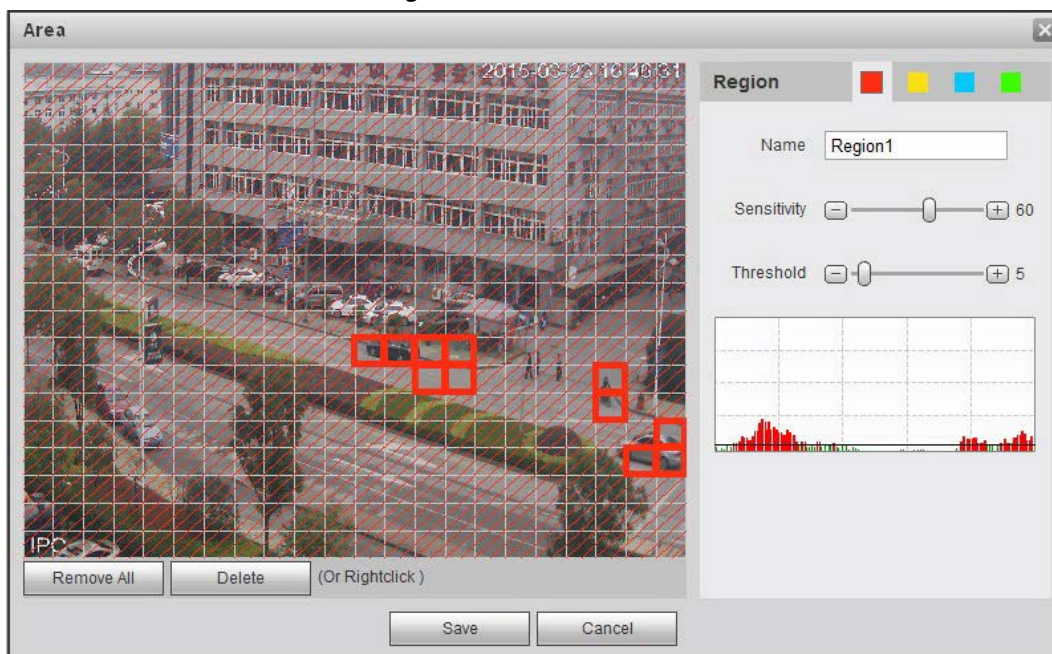 Area
2015-03-23 16:40:31
Region
Name Region1
Sensitivity 60
Threshold 5
IPC
Remove All Delete (Or Rightclick )
Save Cancel